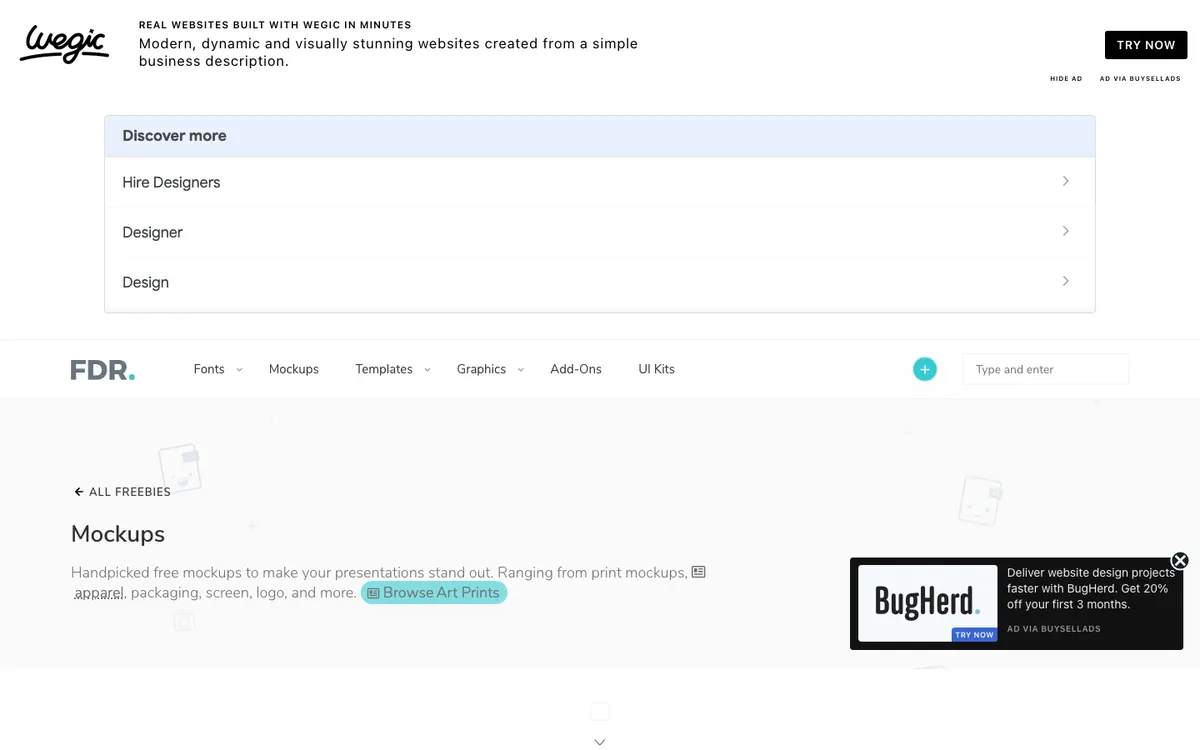 wegic
REAL WEBSITES BUILT WITH WEGIC IN MINUTES
Modern, dynamic and visually stunning websites created from a simple
business description.
TRY NOW
HIDE AD
AD VIA BUYSELLADS
Discover more
Hire Designers
Designer
Design
FDR.
Fonts
Mockups
Templates
Graphics
Add-Ons
UI Kits
+
Type and enter
← ALL FREEBIES
Mockups
Handpicked free mockups to make your presentations stand out. Ranging from print mockups,
apparel, packaging, screen, logo, and more. Browse Art Prints
BugHerd.
TRY NOW
Deliver website design projects
faster with BugHerd. Get 20%
off your first 3 months.
AD VIA BUYSELLADS